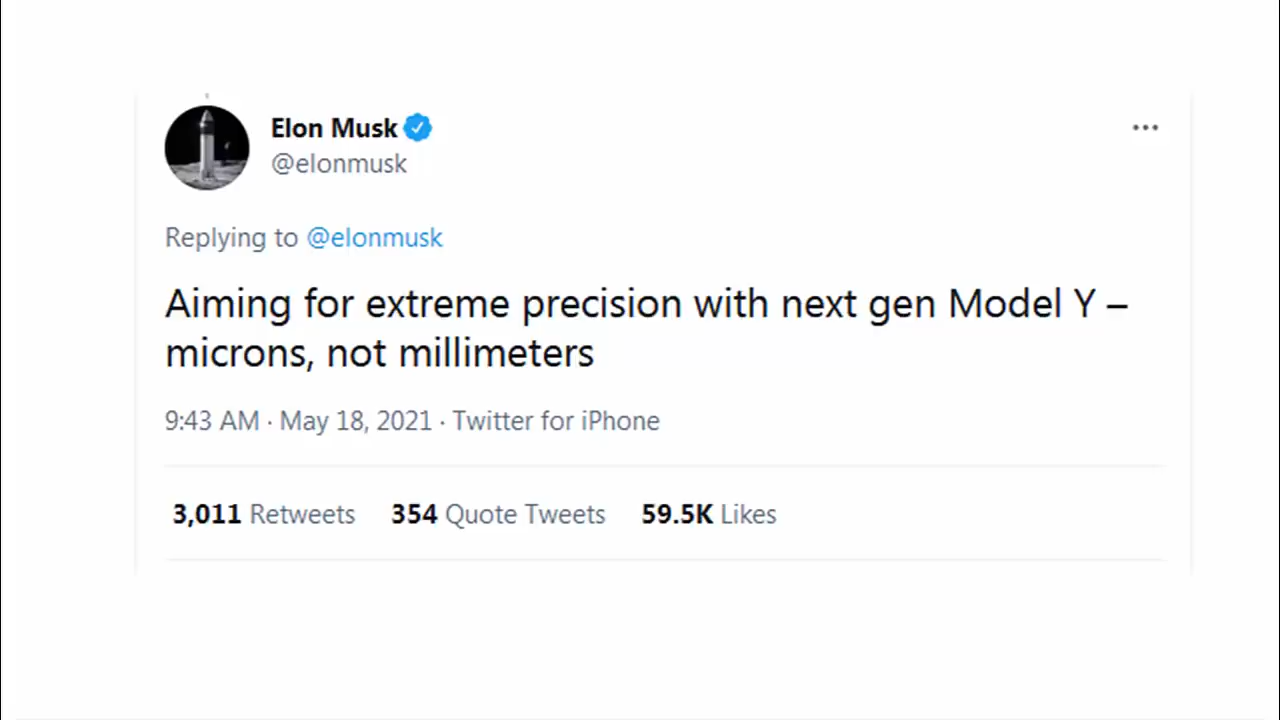 Elon Musk
@elonmusk
Replying to @elonmusk
Aiming for extreme precision with next gen Model Y –
microns, not millimeters
9:43 AM · May 18, 2021 · Twitter for iPhone
3,011 Retweets 354 Quote Tweets 59.5K Likes